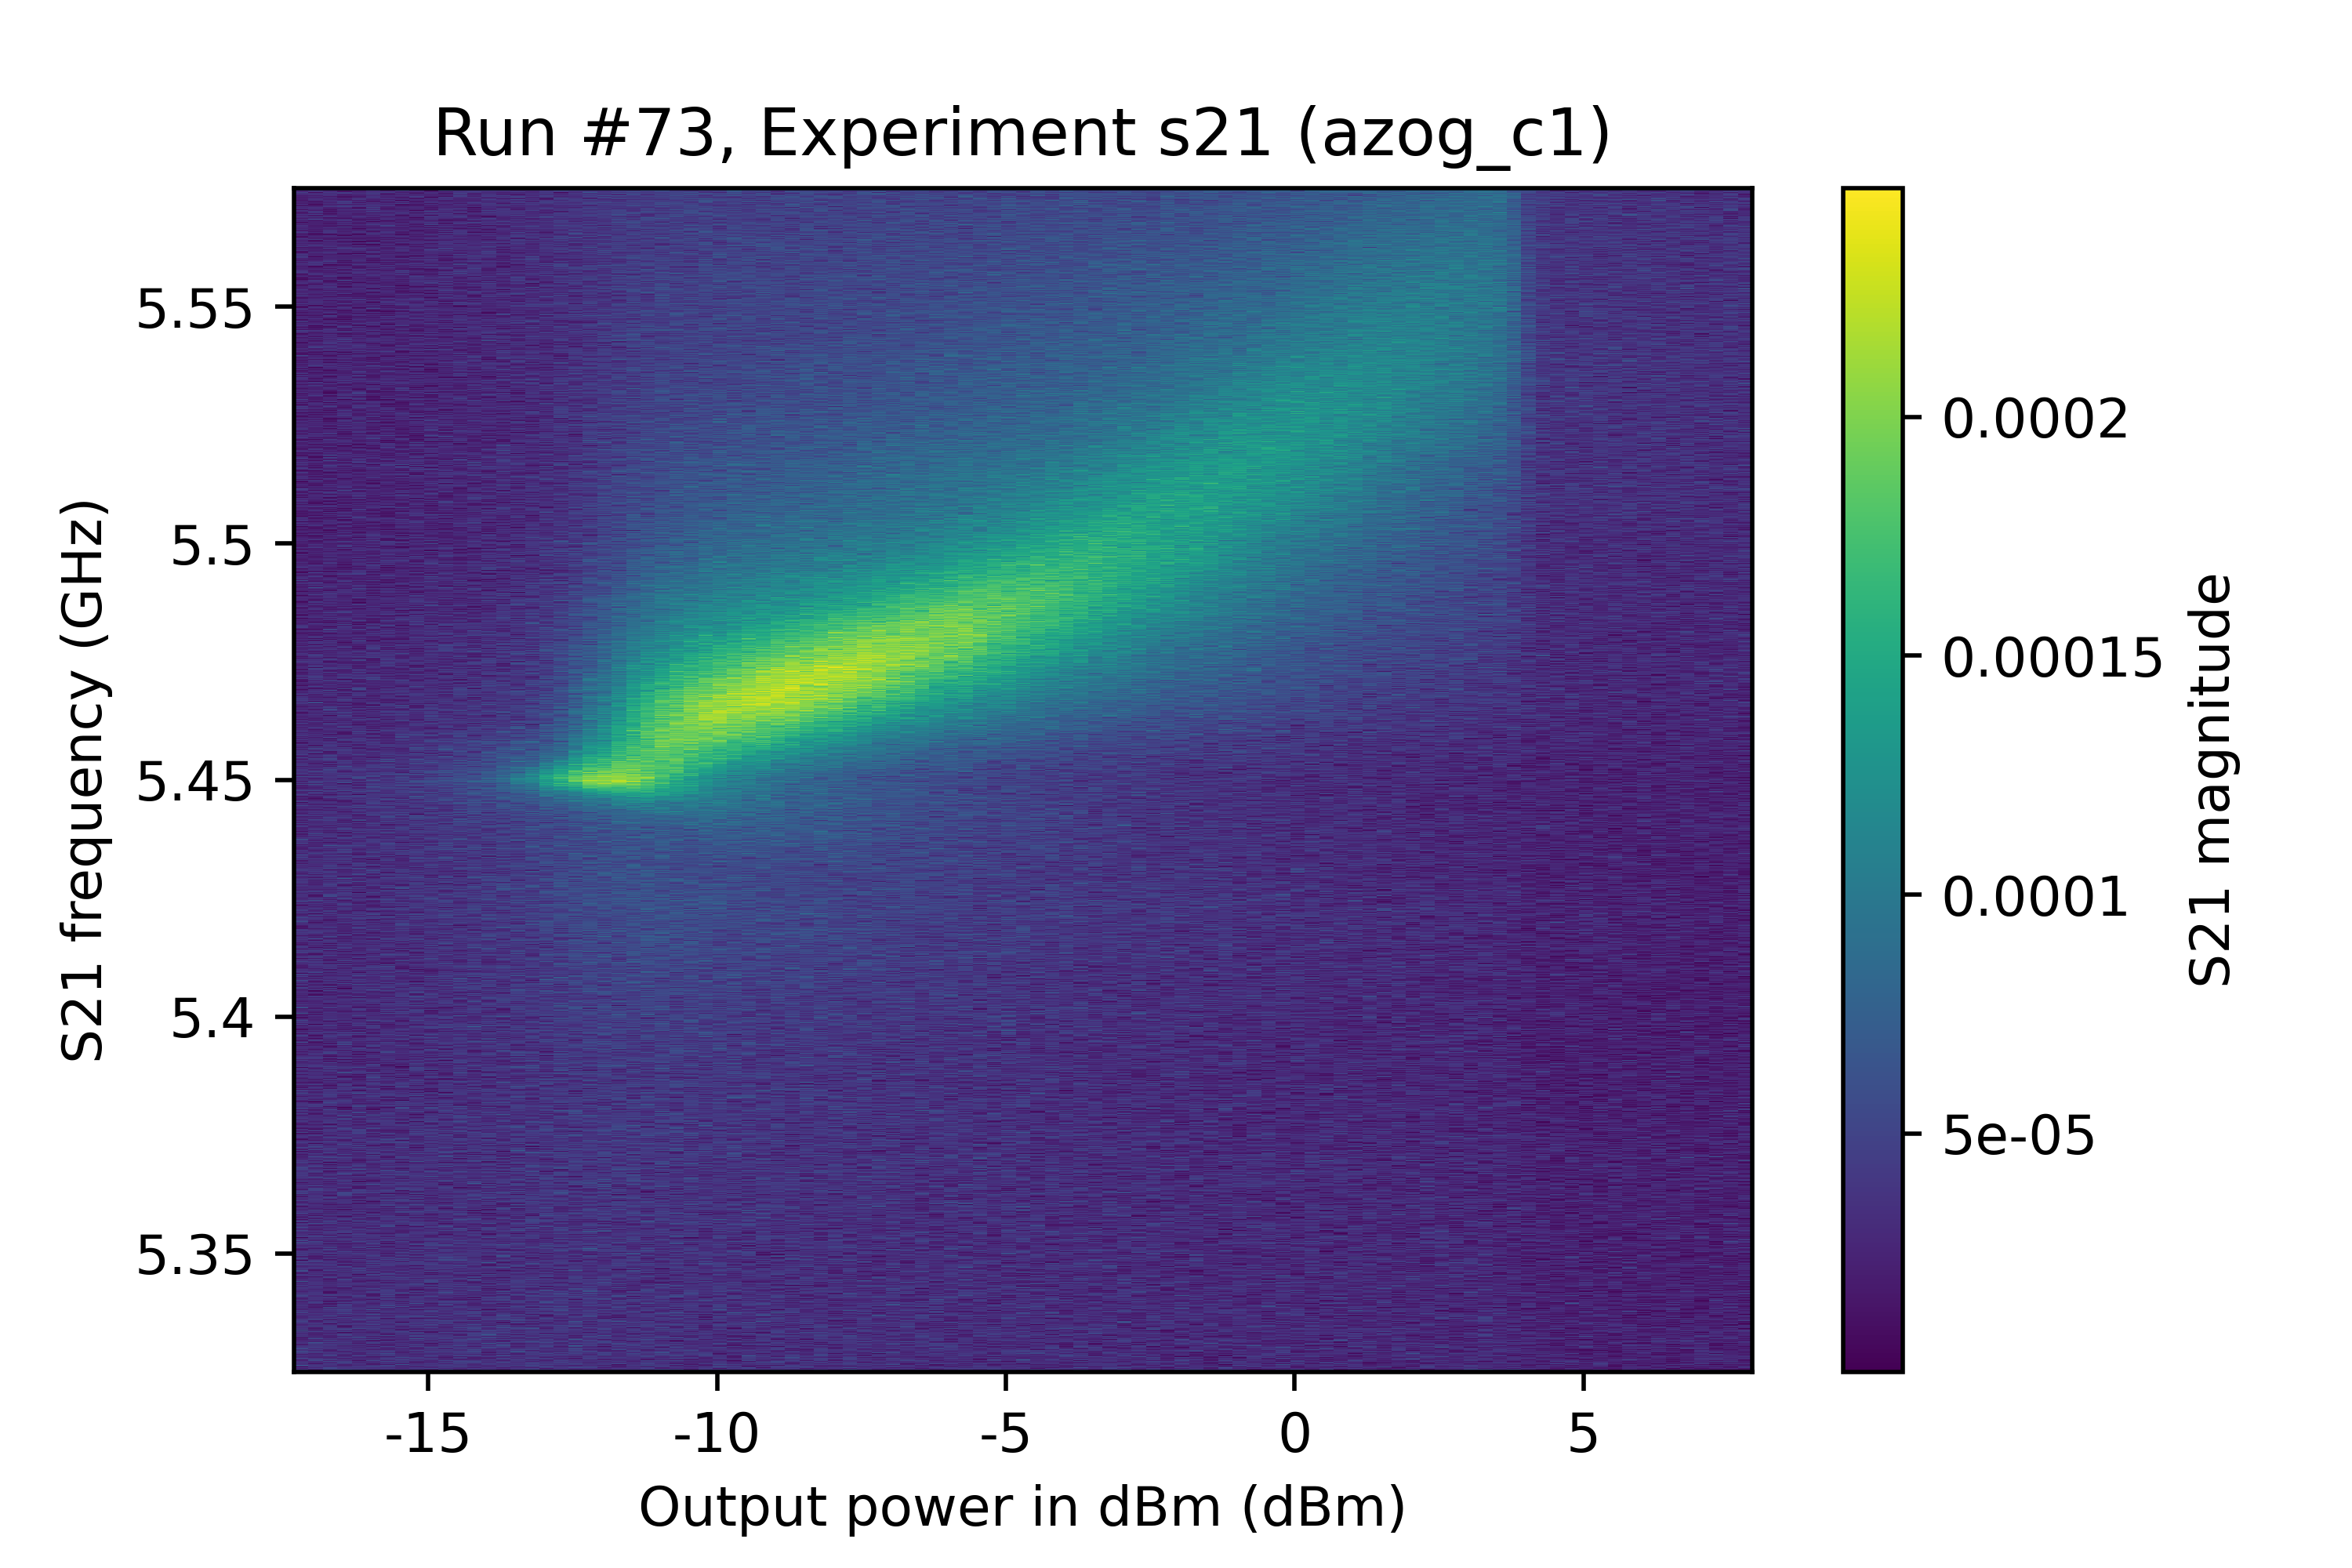 Run #73, Experiment s21 (azog_c1)
S21 frequency (GHz)
5.55
5.5
5.45
5.4
5.35
-15
-10
-5
0
5
Output power in dBm (dBm)
0.0002
0.00015
0.0001
5e-05
S21 magnitude